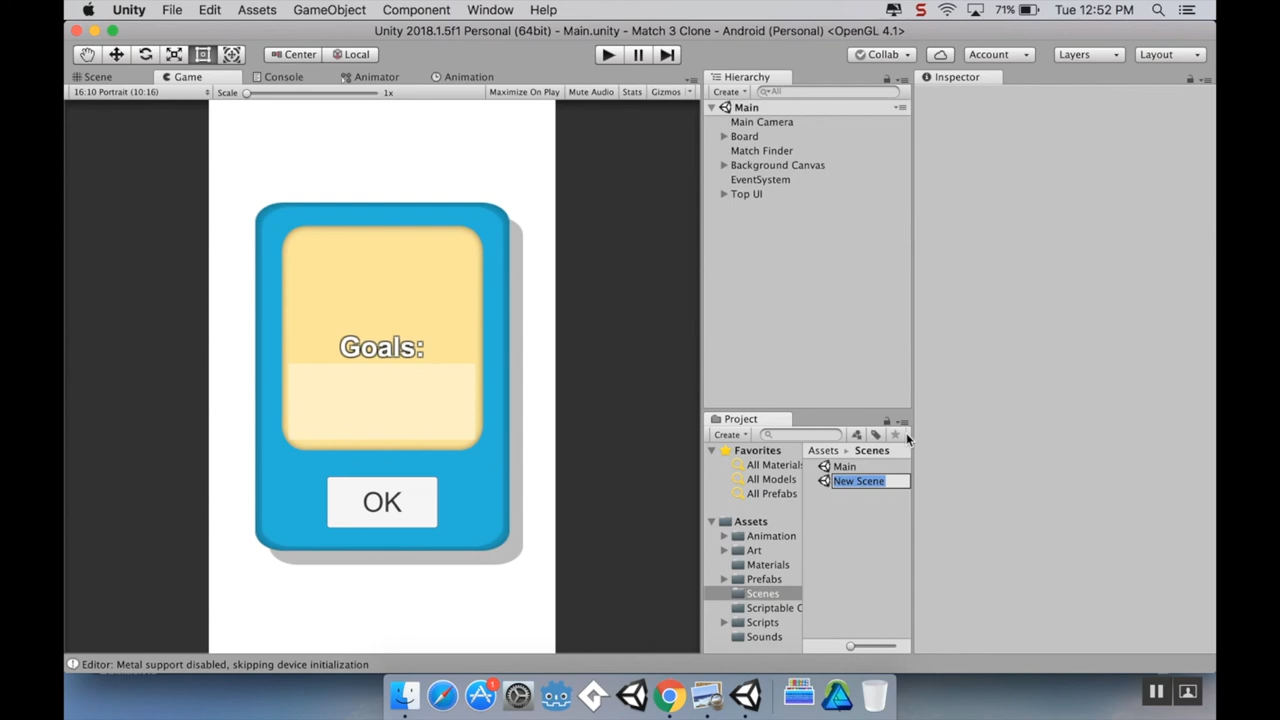 Unity File Edit Assets GameObject Component Window Help 71% Tue 12:52 PM
Unity 2018.1.5f1 Personal (64bit) - Main.unity - Match 3 Clone - Android (Personal) <OpenGL 4.1>
Center Local Collab Account Layers Layout
Scene Game Console Animator Animation Hierarchy Inspector
16:10 Portrait (10:16) Scale 1x Maximize On Play Mute Audio Stats Gizmos Create All
Main
Main Camera
Board
Match Finder
Background Canvas
EventSystem
Top UI
Goals:
OK
Project
Create
Favorites Assets Scenes
All Materials Main
All Models New Scene
All Prefabs
Assets
Animation
Art
Materials
Prefabs
Scenes
Scriptable O
Scripts
Sounds
Editor: Metal support disabled, skipping device initialization
1